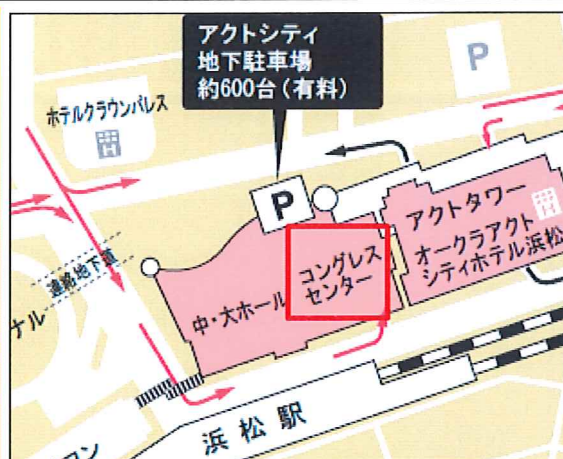 アクトシティ
地下駐車場
約600台(有料)
P
ホテルクラウンパレス
H
P
アクトタワー
オークラアクト
シティホテル浜松
H
コングレス
センター
中・大ホール
連絡地下道
ナル
浜松駅
ワン